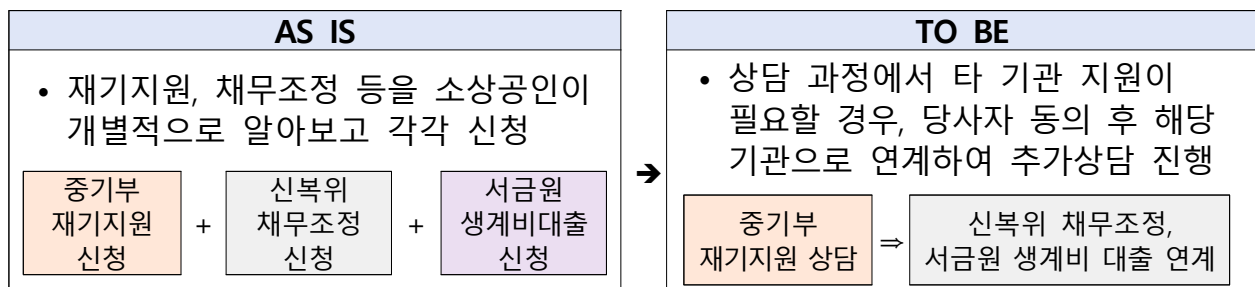 AS IS
• 재기지원, 채무조정 등을 소상공인이
개별적으로 알아보고 각각 신청
중기부
재기지원
신청
+
신복위
채무조정
신청
+
서금원
생계비대출
신청
➔
TO BE
• 상담 과정에서 타 기관 지원이
필요할 경우, 당사자 동의 후 해당
기관으로 연계하여 추가상담 진행
중기부
재기지원 상담
⇒
신복위 채무조정,
서금원 생계비 대출 연계